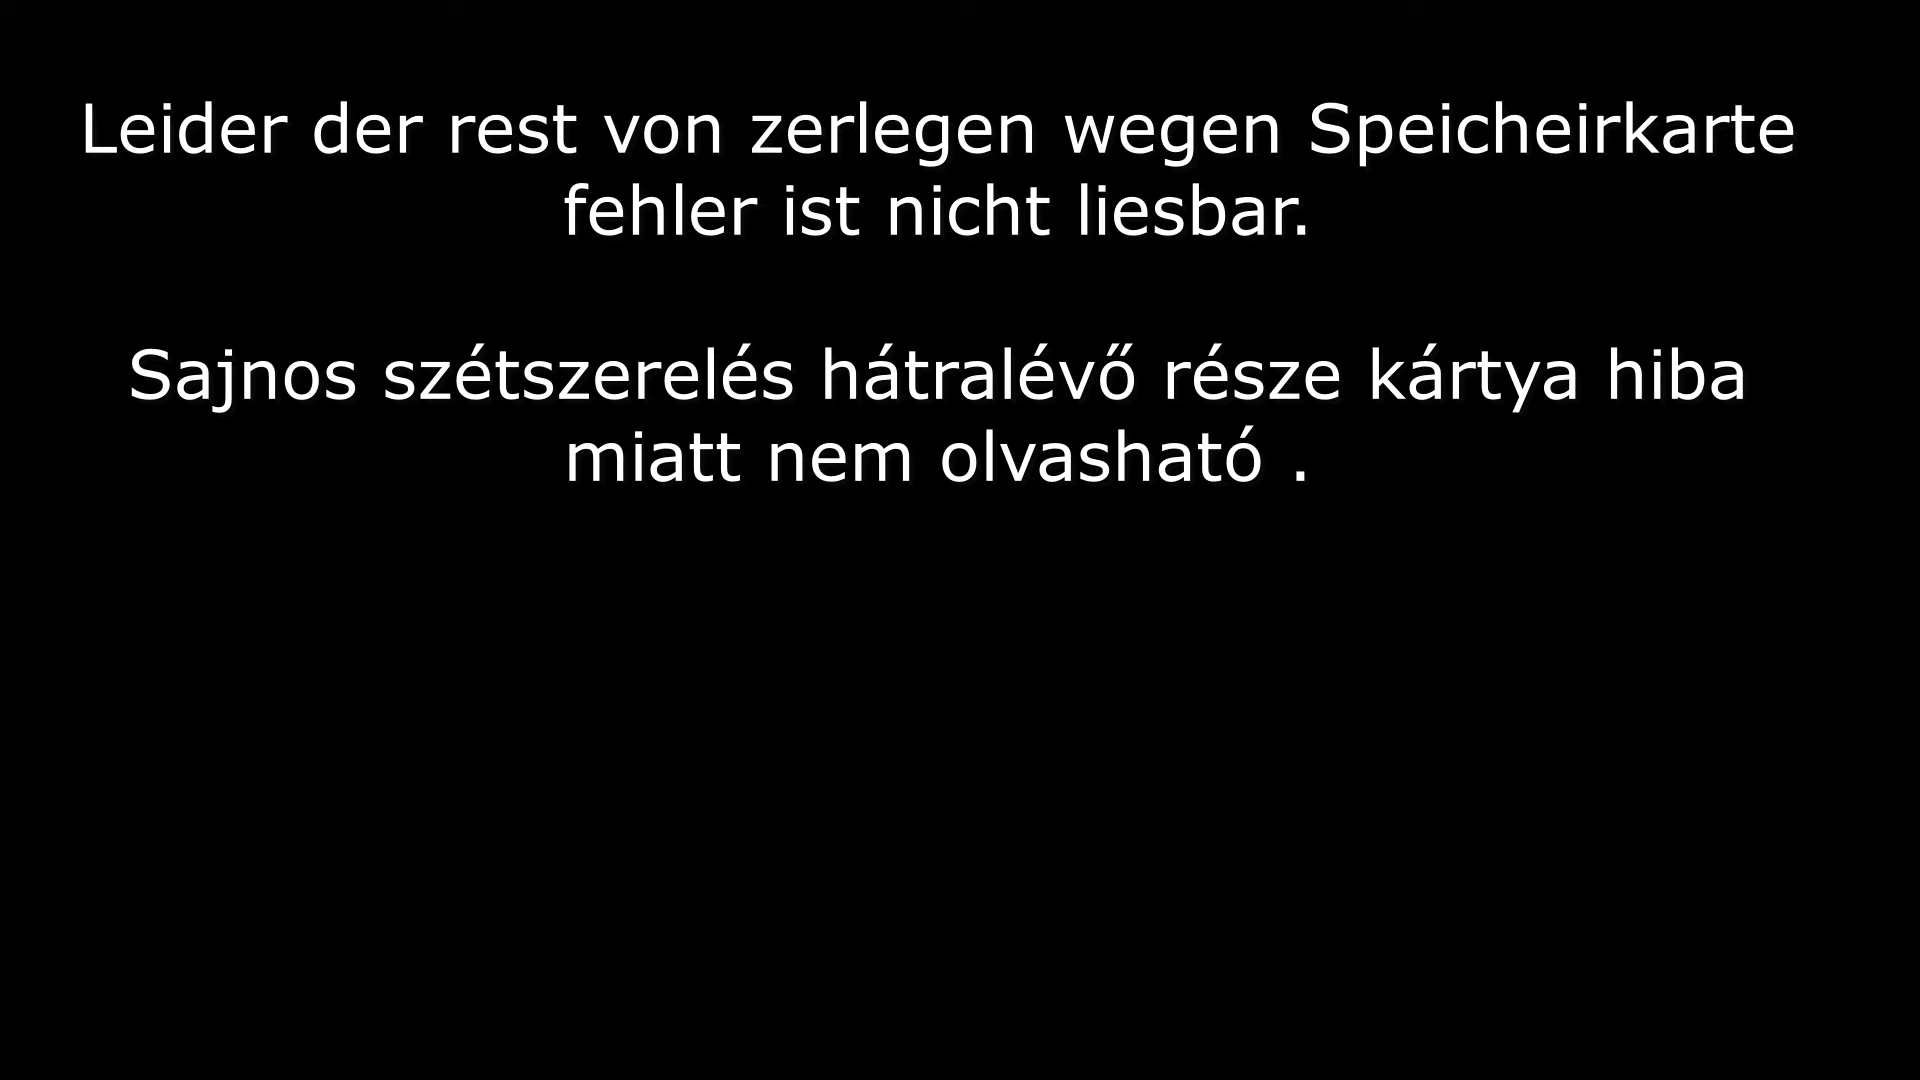 Leider der rest von zerlegen wegen Speicheirkarte
fehler ist nicht liesbar.
Sajnos szétszerelés hátralévő része kártya hiba
miatt nem olvasható .